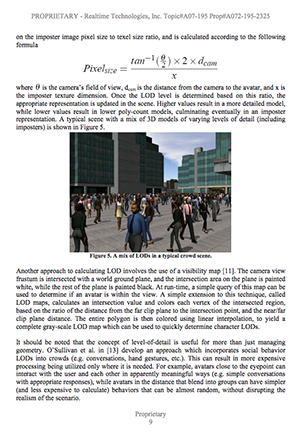 PROPRIETARY - Realtime Technologies, Inc. Topic#A07-195 Prop#A072-195-2325
on the imposter image pixel size to texel size ratio, and is calculated according to the following
formula
Pixel_size = tan^{-1}(θ/2) × 2 × d_cam / x
where θ is the camera's field of view, d_cam is the distance from the camera to the avatar, and x is
the imposter texture dimension. Once the LOD level is determined based on this ratio, the
appropriate representation is updated in the scene. Higher values result in a more detailed model,
while lower values result in lower poly-count models, culminating eventually in an imposter
representation. A typical scene with a mix of 3D models of varying levels of detail (including
imposters) is shown in Figure 5.
Figure 5. A mix of LODs in a typical crowd scene.
Another approach to calculating LOD involves the use of a visibility map [11]. The camera view
frustum is intersected with a world ground plane, and the intersection area on the plane is painted
white, while the rest of the plane is painted black. At run-time, a simple query of this map can be
used to determine if an avatar is within the view. A simple extension to this technique, called
LOD maps, calculates an intersection value and colors each vertex of the intersected region,
based on the ratio of the distance from the far clip plane to the intersection point, and the near/far
clip plane distance. The entire polygon is then colored using linear interpolation, to yield a
complete gray-scale LOD map which can be used to quickly determine character LODs.
It should be noted that the concept of level-of-detail is useful for more than just managing
geometry. O'Sullivan et al. in [13] develop an approach which incorporates social behavior
LODs into crowds (e.g. conversations, hand gestures, etc.). This can result in more expensive
processing being utilized only where it is needed. For example, avatars close to the eyepoint can
interact with the user and each other in apparently meaningful ways (e.g. simple conversations
with appropriate responses), while avatars in the distance that blend into groups can have simpler
(and less expensive to calculate) behaviors that can be almost random, without disrupting the
realism of the scenario.
Proprietary
9